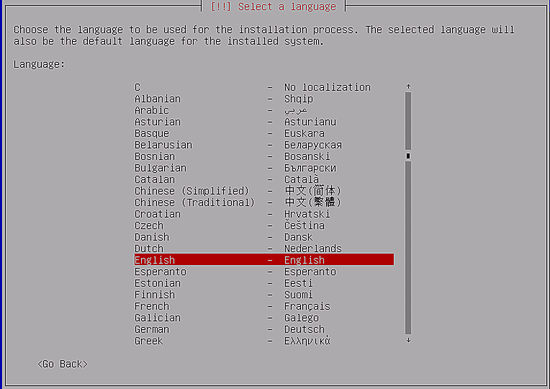 [!!] Select a language
Choose the language to be used for the installation process. The selected language will
also be the default language for the installed system.
Language:
C - No localization
Albanian - Shqip
Arabic - عربي
Asturian - Asturianu
Basque - Euskara
Belarusian - Беларуская
Bosnian - Bosanski
Bulgarian - Български
Catalan - Català
Chinese (Simplified) - 中文(简体)
Chinese (Traditional) - 中文(繁體)
Croatian - Hrvatski
Czech - Čeština
Danish - Dansk
Dutch - Nederlands
English - English
Esperanto - Esperanto
Estonian - Eesti
Finnish - Suomi
French - Français
Galician - Galego
German - Deutsch
Greek - Ελληνικά
<Go Back>